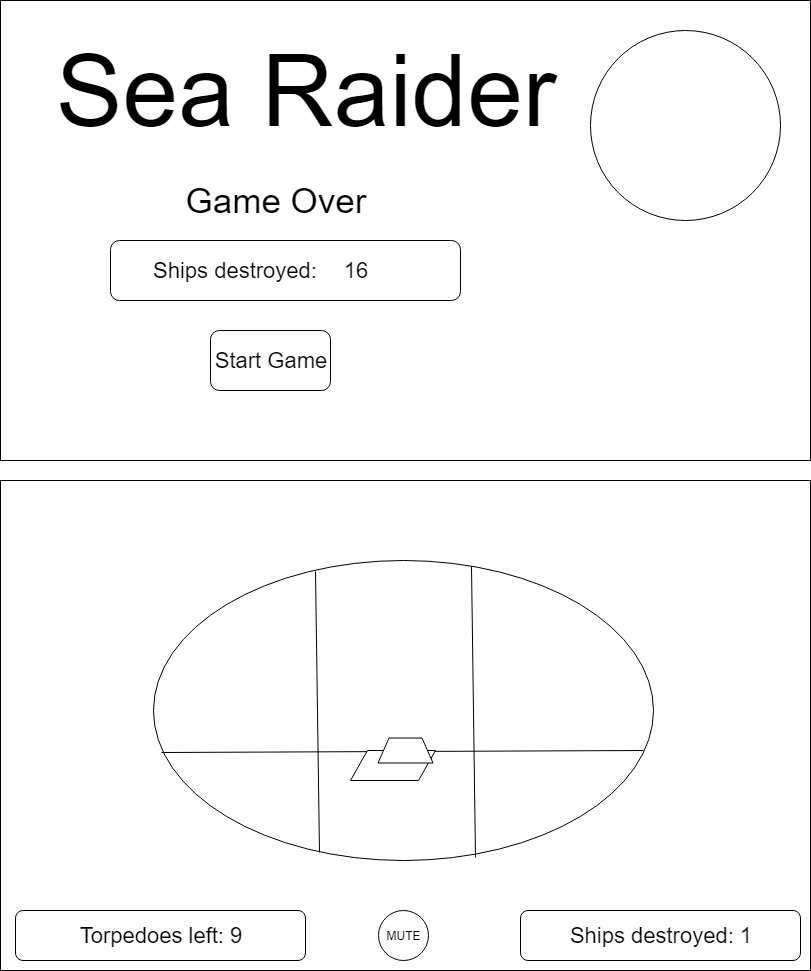 Sea Raider
Game Over
Ships destroyed: 16
Start Game
Torpedoes left: 9
MUTE
Ships destroyed: 1